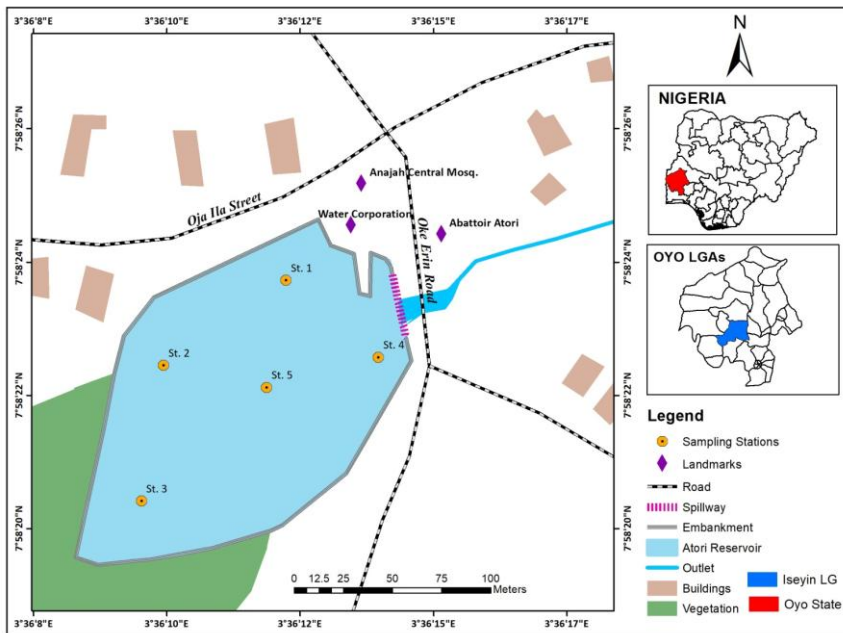 3°36'8"E
3°36'10"E
3°36'12"E
3°36'15"E
3°36'17"E
7°58'26"N
7°58'24"N
7°58'22"N
7°58'20"N
7°58'26"N
7°58'24"N
7°58'22"N
7°58'20"N
Oja Ila Street
Anajah Central Mosq.
Water Corporation
Abattoir Atori
Oke Erin Road
St. 1
St. 2
St. 4
St. 5
St. 3
0 12.5 25 50 75 100
Meters
3°36'8"E
3°36'10"E
3°36'12"E
3°36'15"E
3°36'17"E
N
NIGERIA
OYO LGAs
Legend
Sampling Stations
Landmarks
Road
Spillway
Embankment
Atori Reservoir
Outlet
Buildings
Vegetation
Iseyin LG
Oyo State